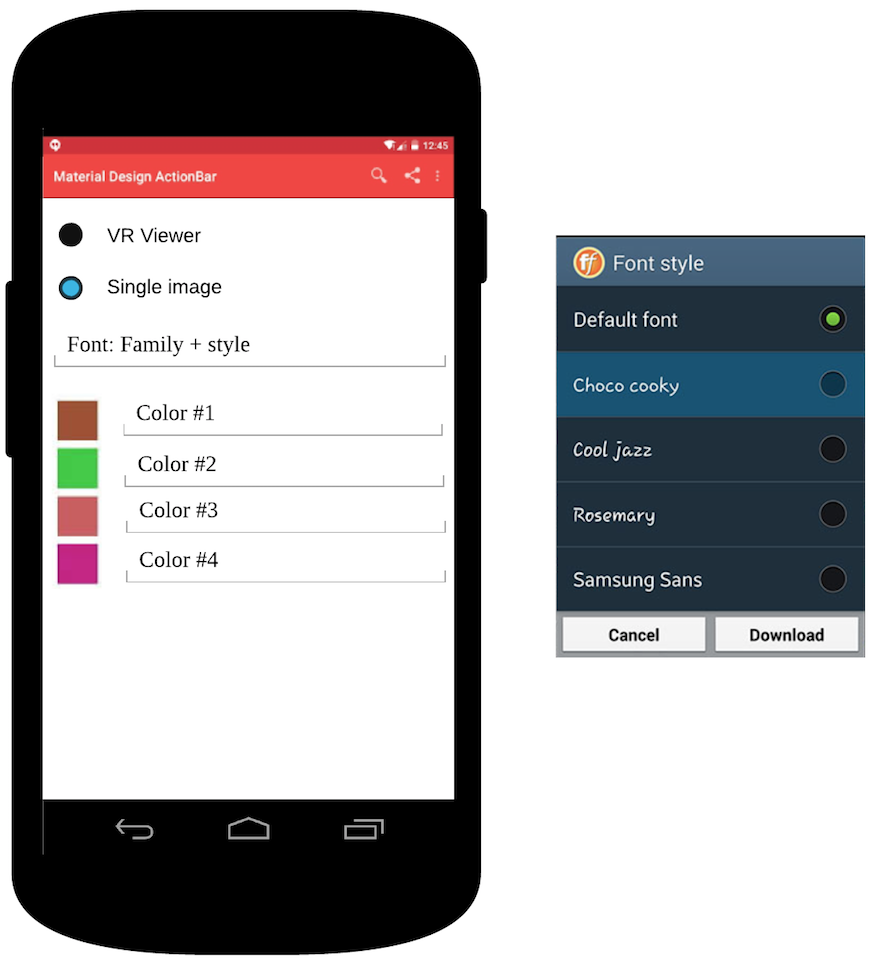 12:45
Material Design ActionBar
VR Viewer
Single image
Font: Family + style
Color #1
Color #2
Color #3
Color #4
ff Font style
Default font
Choco cooky
Cool jazz
Rosemary
Samsung Sans
Cancel Download